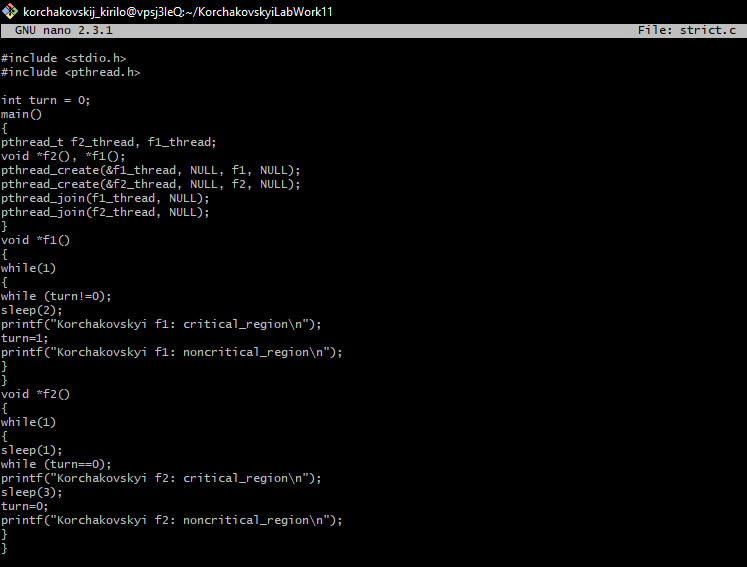 korchakovskij_kirilo@vpsj3IeQ:~/KorchakovskyiLabWork11
GNU nano 2.3.1 File: strict.c
#include <stdio.h>
#include <pthread.h>
int turn = 0;
main()
{
pthread_t f2_thread, f1_thread;
void *f2(), *f1();
pthread_create(&f1_thread, NULL, f1, NULL);
pthread_create(&f2_thread, NULL, f2, NULL);
pthread_join(f1_thread, NULL);
pthread_join(f2_thread, NULL);
}
void *f1()
{
while(1)
{
while (turn!=0);
sleep(2);
printf("Korchakovskyi f1: critical_region\n");
turn=1;
printf("Korchakovskyi f1: noncritical_region\n");
}
}
void *f2()
{
while(1)
{
sleep(1);
while (turn==0);
printf("Korchakovskyi f2: critical_region\n");
sleep(3);
turn=0;
printf("Korchakovskyi f2: noncritical_region\n");
}
}